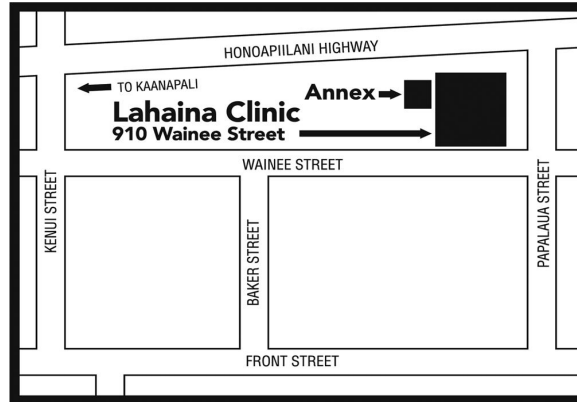 HONOAPIILANI HIGHWAY
TO KAANAPALI
Annex
Lahaina Clinic
910 Wainee Street
WAINEE STREET
KENUI STREET
BAKER STREET
PAPALAUA STREET
FRONT STREET